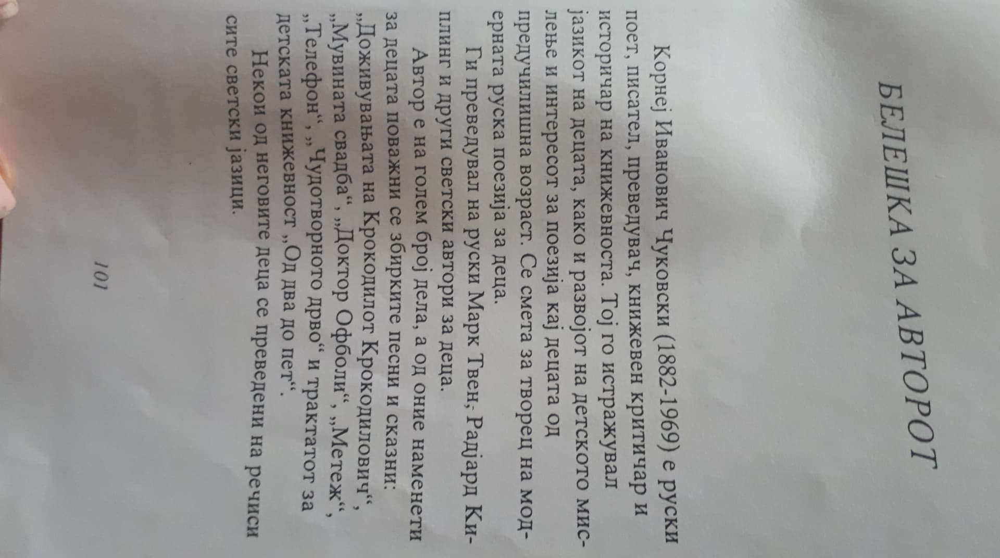 БЕЛЕШКА ЗА АВТОРОТ
Корнеј Иванович Чуковски (1882-1969) е руски
поет, писател, преведувач, книжевен критичар и
историчар на книжевноста. Тој го истражувал
јазикот на децата, како и развојот на детското мис-
лење и интересот за поезија кај децата од
предучилишна возраст. Се смета за творец на мод-
ерната руска поезија за деца.
Ги преведувал на руски Марк Твен, Радјард Ки-
плинг и други светски автори за деца.
Автор е на голем број дела, а од оние наменети
за децата поважни се збирките песни и сказни:
„Доживувањата на Крокодилот Крокодилович“,
„Мувината свадба“, „Доктор Офболи“, „Метеж“,
„Телефон“, „Чудотворното дрво“ и трактатот за
детската книжевност „Од два до пет“.
Некои од неговите деца се преведени на речиси
сите светски јазици.
101